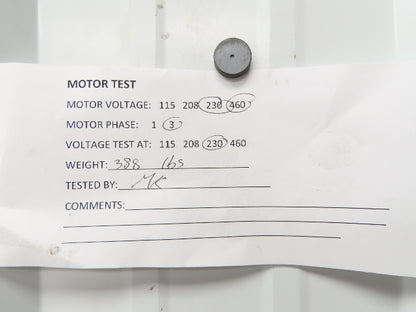 MOTOR TEST
MOTOR VOLTAGE: 115 208 230 460
MOTOR PHASE: 1 3
VOLTAGE TEST AT: 115 208 230 460
WEIGHT: 388 lbs
TESTED BY: MK
COMMENTS: